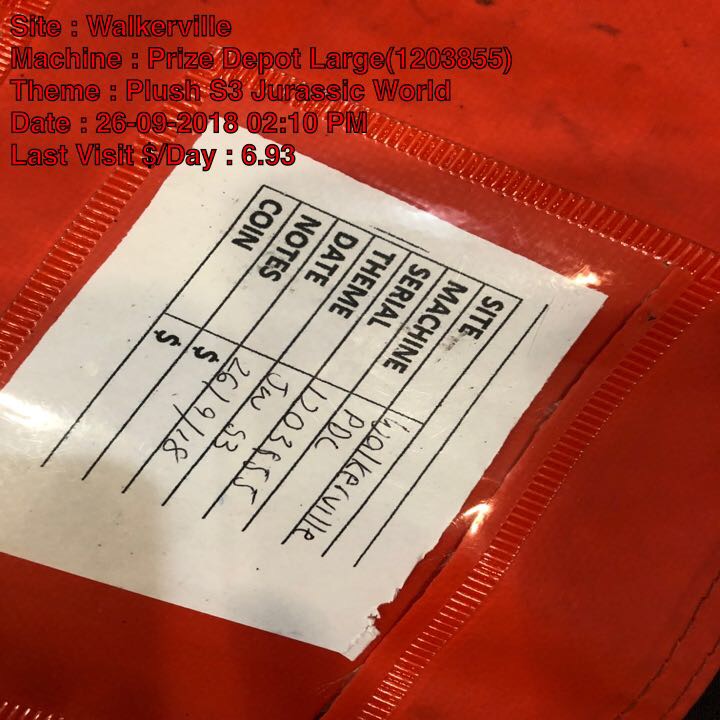 Site : Walkerville
Machine : Prize Depot Large(1203855)
Theme : Plush S3 Jurassic World
Date : 26-09-2018 02:10 PM
Last Visit $/Day : 6.93
SITE Walkerville
MACHINE PDL
SERIAL 1203855
THEME JW S3
DATE 26/9/18
NOTES $
COIN $